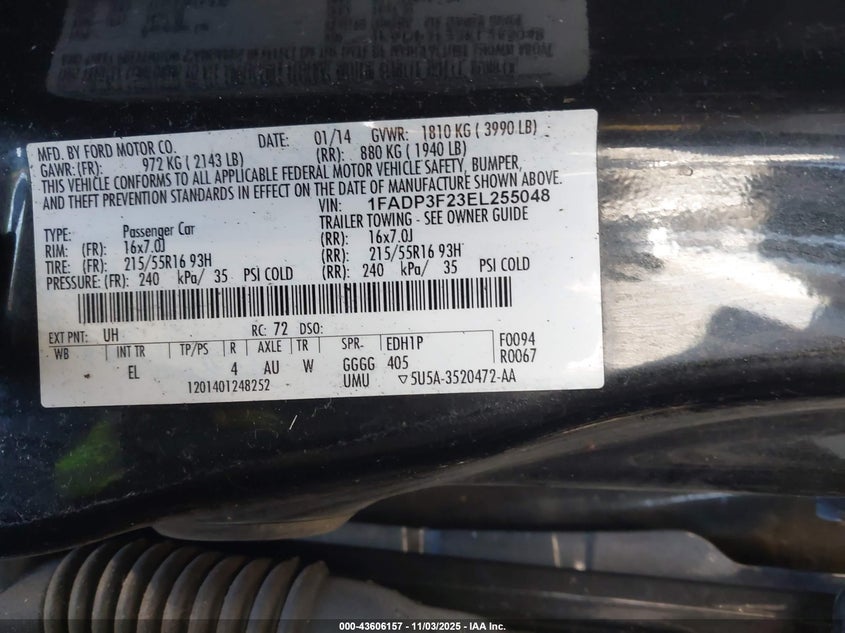 MFD. BY FORD MOTOR CO. DATE: 01/14 GVWR: 1810 KG ( 3990 LB)
GAWR: (FR): 972 KG ( 2143 LB) (RR): 880 KG ( 1940 LB)
THIS VEHICLE CONFORMS TO ALL APPLICABLE FEDERAL MOTOR VEHICLE SAFETY, BUMPER,
AND THEFT PREVENTION STANDARDS IN EFFECT ON THE DATE OF MANUFACTURE SHOWN ABOVE.
VIN: 1FADP3F23EL255048
TYPE: Passenger Car TRAILER TOWING - SEE OWNER GUIDE
RIM: (FR): 16x7.0J (RR): 16x7.0J
TIRE: (FR): 215/55R16 93H (RR): 215/55R16 93H
PRESSURE: (FR): 240 kPa/ 35 PSI COLD (RR): 240 kPa/ 35 PSI COLD
EXT PNT: UH RC: 72 DSO:
WB INT TR TP/PS R AXLE TR SPR EDH1P F0094
EL 4 AU W GGGG 405 R0067
1201401248252 UMU ▽5U5A-3520472-AA
000-43606157 - 11/03/2025 - IAA Inc.